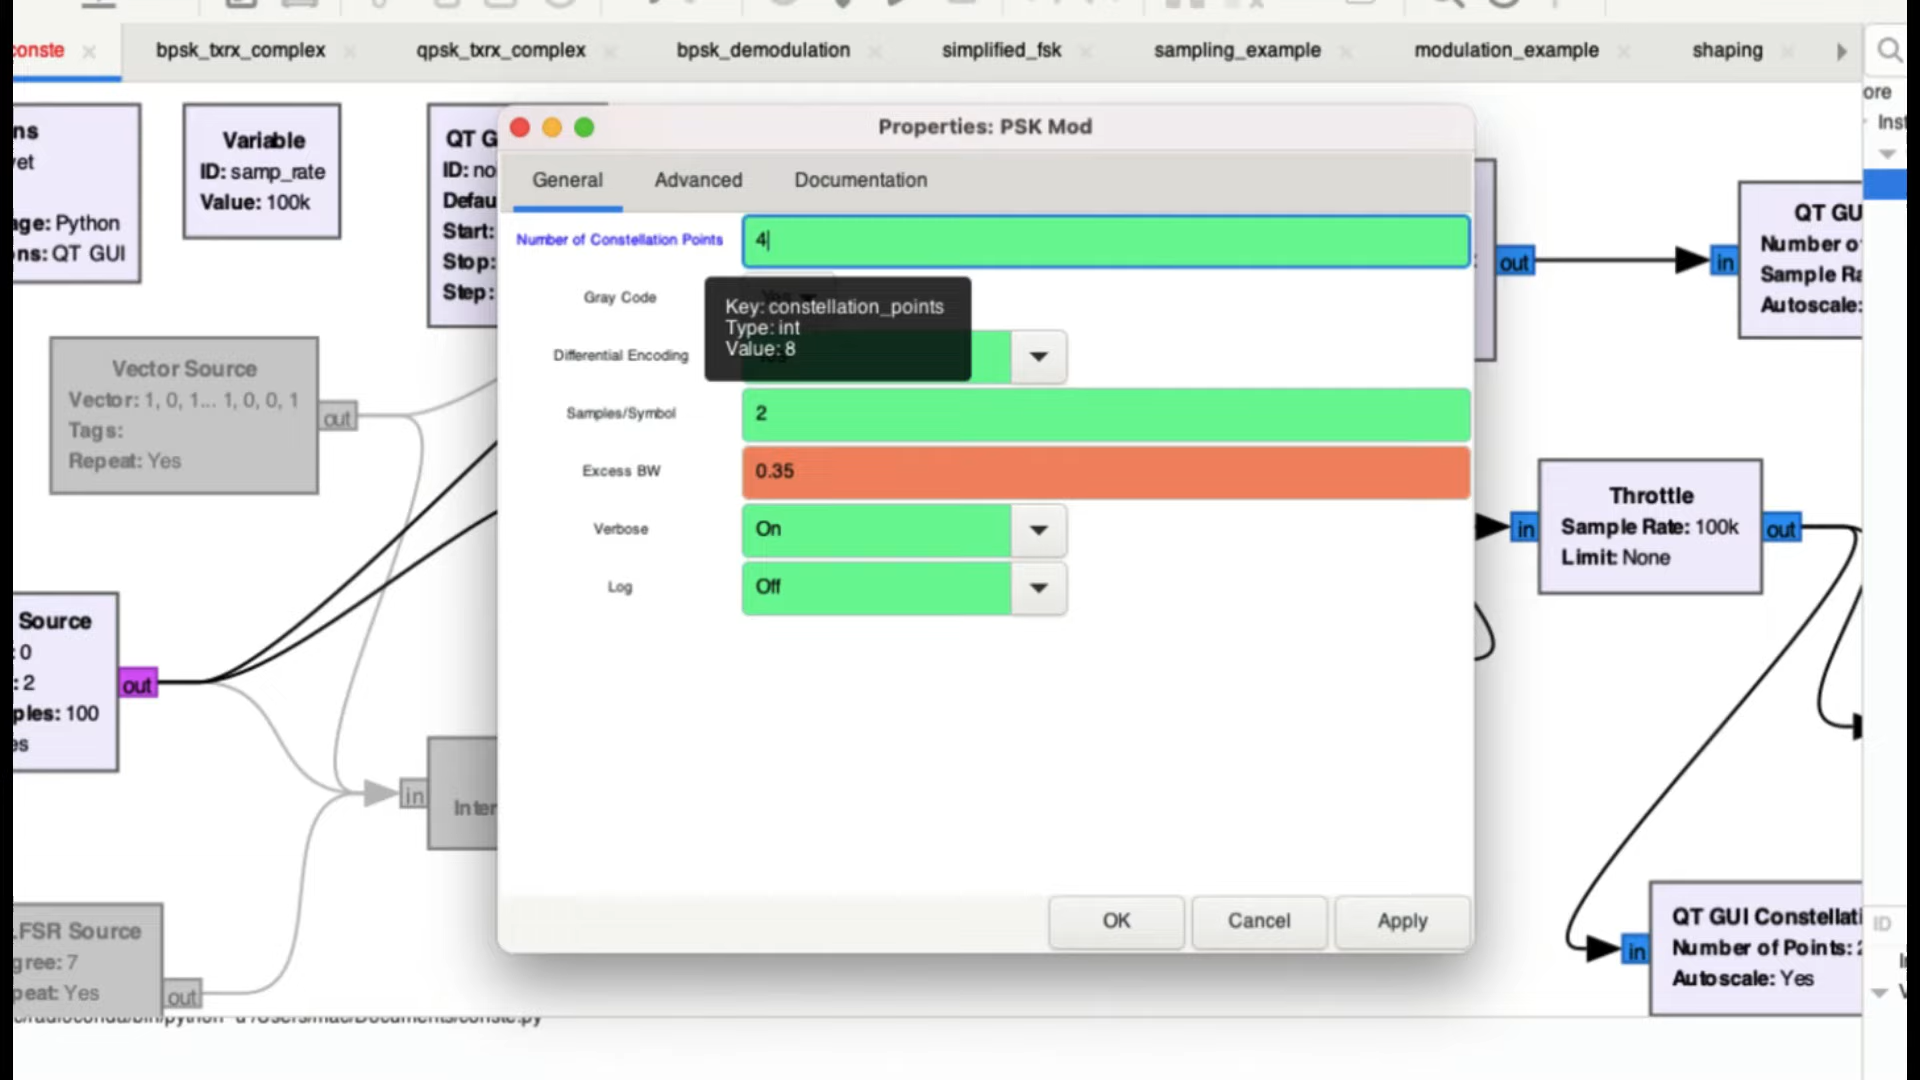 conste
bpsk_txrx_complex
qpsk_txrx_complex
bpsk_demodulation
simplified_fsk
sampling_example
modulation_example
shaping
ore
Inst
ns
vet
age: Python
ns: QT GUI
Variable
ID: samp_rate
Value: 100k
QT G
ID: no
Defau
Start:
Stop:
Step:
Properties: PSK Mod
General
Advanced
Documentation
Number of Constellation Points
4
Gray Code
Key: constellation_points
Type: int
Value: 8
Differential Encoding
Samples/Symbol
2
Excess BW
0.35
Verbose
On
Log
Off
OK
Cancel
Apply
out
in
QT GU
Number o
Sample Ra
Autoscale:
Vector Source
Vector: 1, 0, 1... 1, 0, 0, 1
Tags:
Repeat: Yes
out
in
Throttle
Sample Rate: 100k
Limit: None
out
Source
: 0
: 2
ples: 100
es
out
in
Inter
.FSR Source
gree: 7
peat: Yes
out
in
QT GUI Constellati
Number of Points: 2
Autoscale: Yes
ID